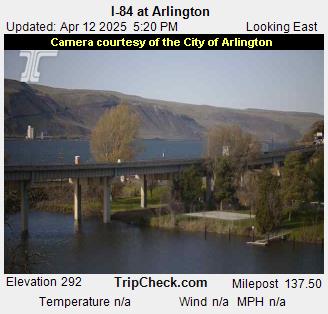 I-84 at Arlington
Updated: Apr 12 2025 5:20 PM Looking East
Camera courtesy of the City of Arlington
Elevation 292 TripCheck.com Milepost 137.50
Temperature n/a Wind n/a MPH n/a